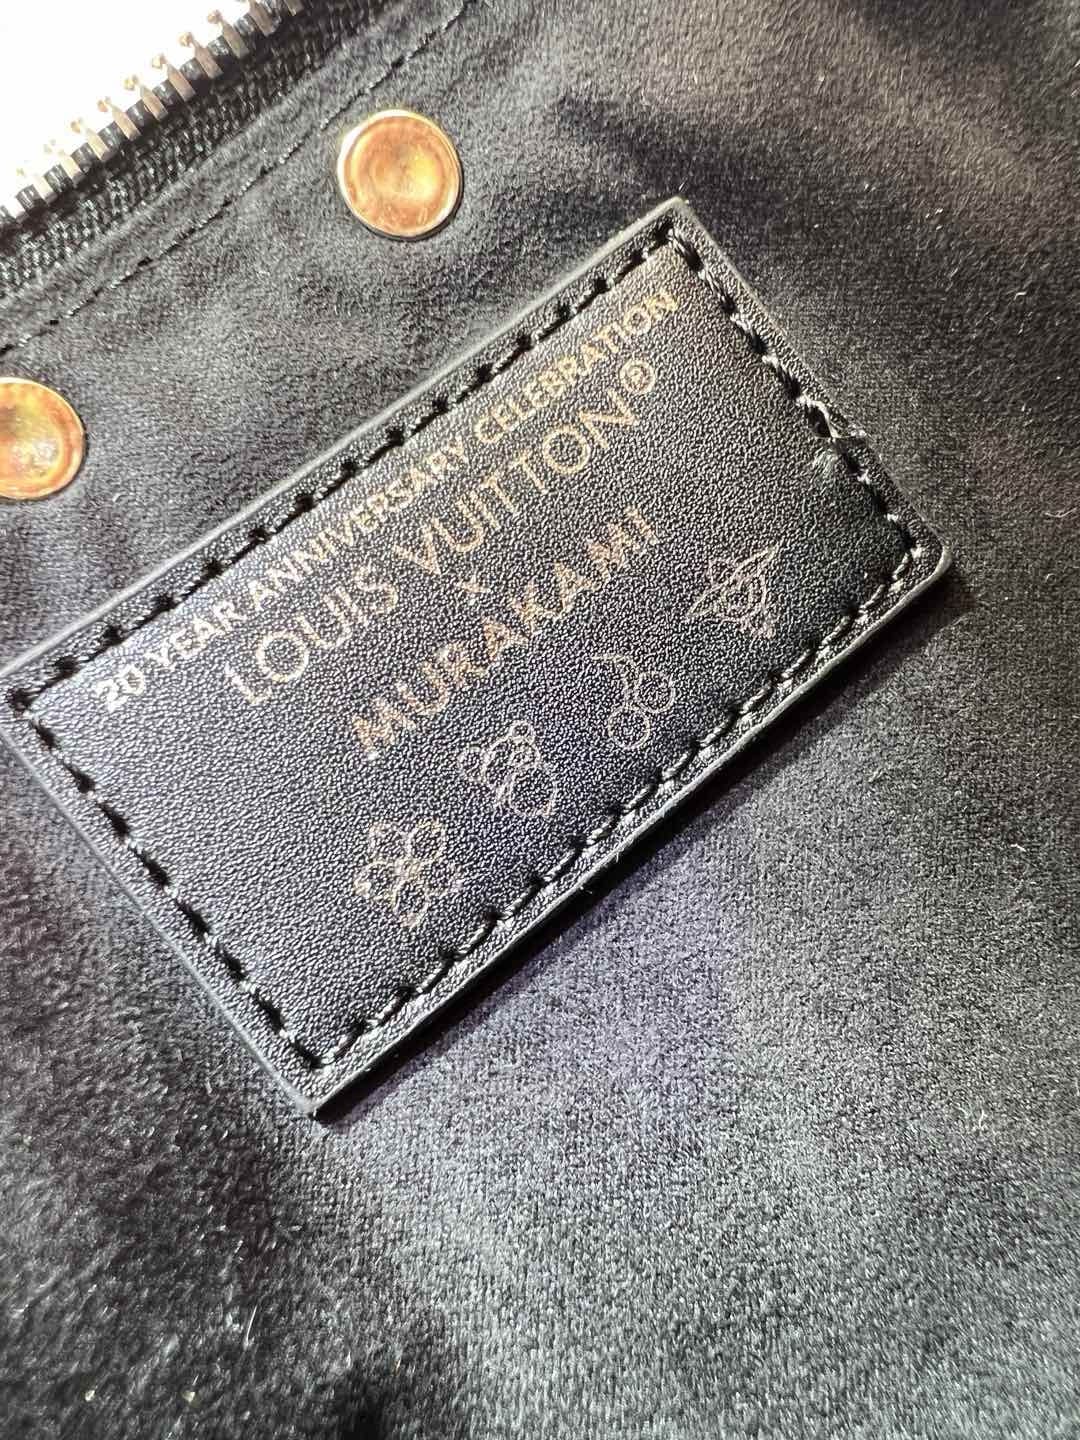 20 YEAR ANNIVERSARY CELEBRATION
LOUIS VUITTON®
X
MURAKAMI